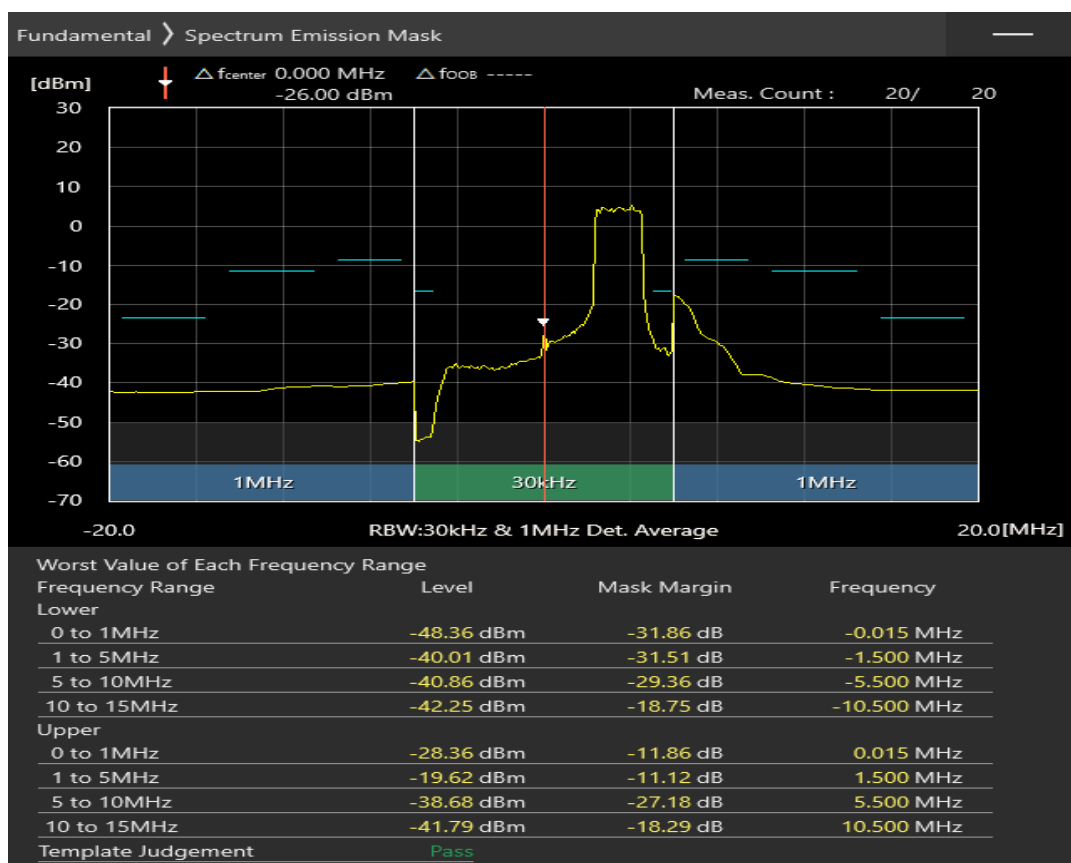 Fundamental ❯ Spectrum Emission Mask
△ fcenter 0.000 MHz △ fOOB -----
[dBm] -26.00 dBm Meas. Count : 20/ 20
30
20
10
0
-10
-20
-30
-40
-50
-60
1MHz 30kHz 1MHz
-70
-20.0 RBW:30kHz & 1MHz Det. Average 20.0[MHz]
Worst Value of Each Frequency Range
Frequency Range Level Mask Margin Frequency
Lower
0 to 1MHz -48.36 dBm -31.86 dB -0.015 MHz
1 to 5MHz -40.01 dBm -31.51 dB -1.500 MHz
5 to 10MHz -40.86 dBm -29.36 dB -5.500 MHz
10 to 15MHz -42.25 dBm -18.75 dB -10.500 MHz
Upper
0 to 1MHz -28.36 dBm -11.86 dB 0.015 MHz
1 to 5MHz -19.62 dBm -11.12 dB 1.500 MHz
5 to 10MHz -38.68 dBm -27.18 dB 5.500 MHz
10 to 15MHz -41.79 dBm -18.29 dB 10.500 MHz
Template Judgement Pass